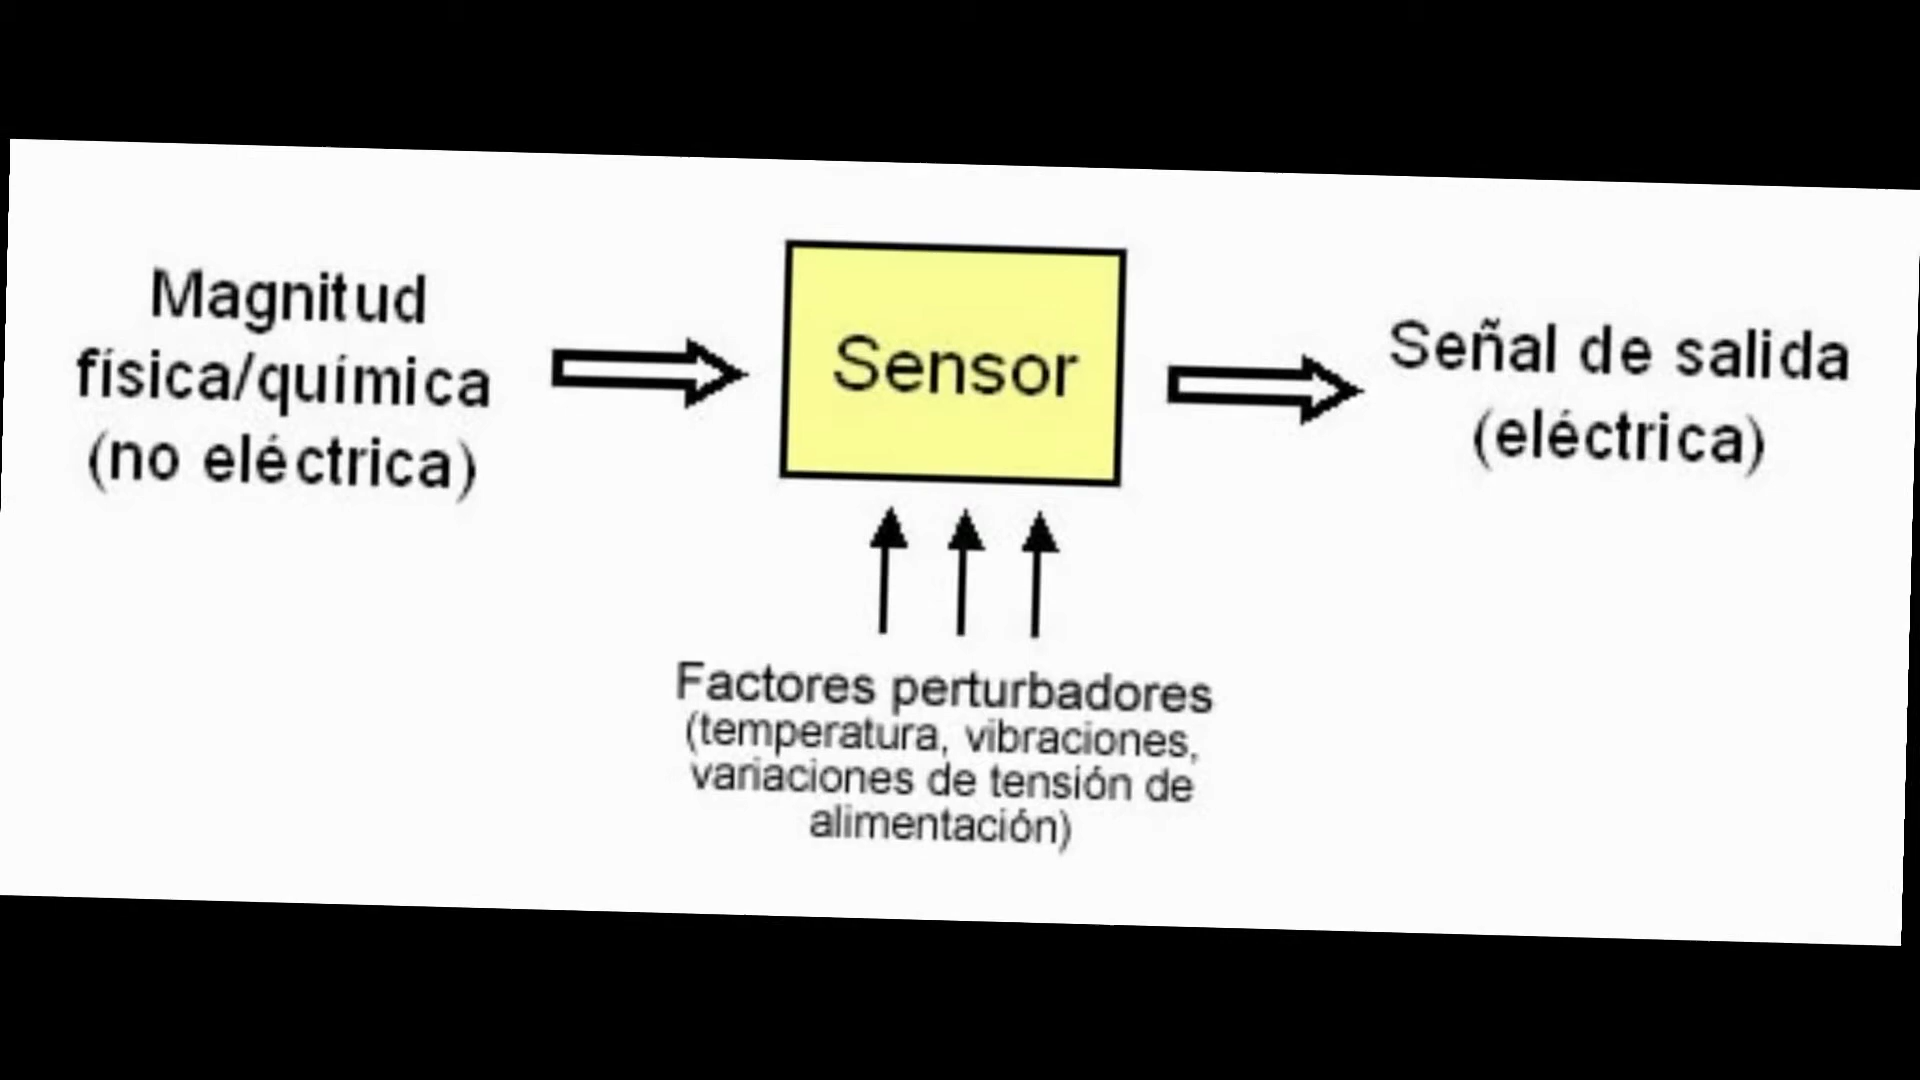 Magnitud
física/química
(no eléctrica)
Sensor
Señal de salida
(eléctrica)
Factores perturbadores
(temperatura, vibraciones,
variaciones de tensión de
alimentación)